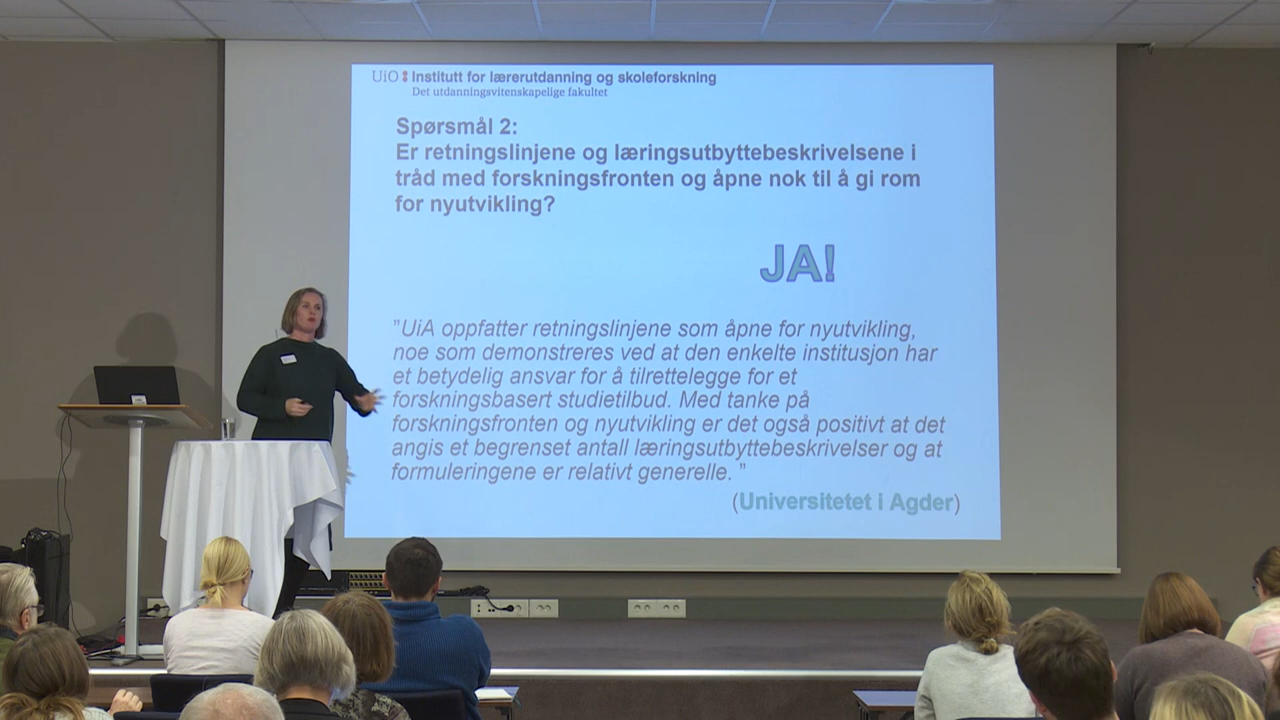 UiO Institutt for lærerutdanning og skoleforskning
Det utdanningsvitenskapelige fakultet
Spørsmål 2:
Er retningslinjene og læringsutbyttebeskrivelsene i
tråd med forskningsfronten og åpne nok til å gi rom
for nyutvikling?
JA!
”UiA oppfatter retningslinjene som åpne for nyutvikling,
noe som demonstreres ved at den enkelte institusjon har
et betydelig ansvar for å tilrettelegge for et
forskningsbasert studietilbud. Med tanke på
forskningsfronten og nyutvikling er det også positivt at det
angis et begrenset antall læringsutbyttebeskrivelser og at
formuleringene er relativt generelle. ”
(Universitetet i Agder)